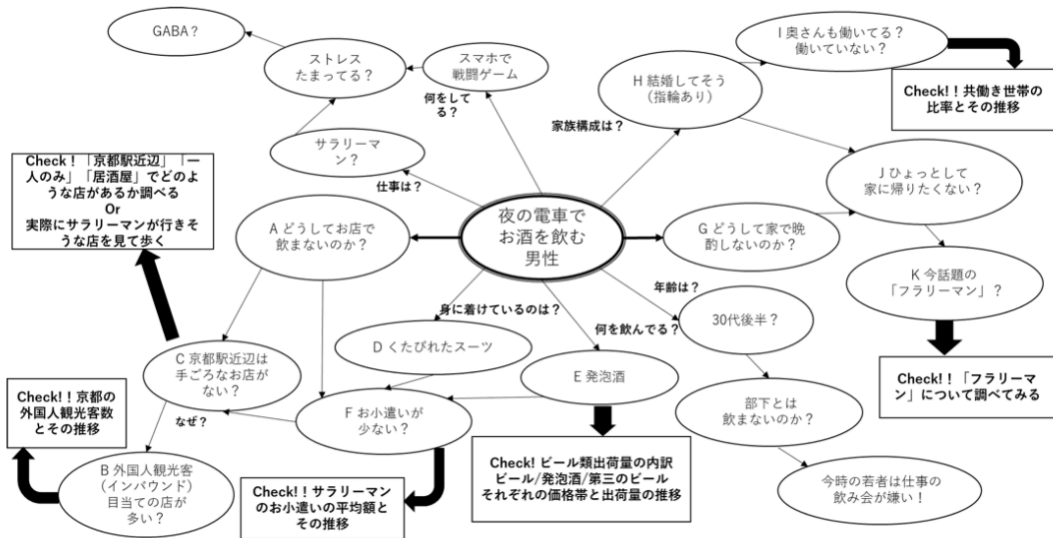 GABA？
ストレス
たまってる？
スマホで
戦闘ゲーム
何をして
る？
サラリーマ
ン？
仕事は？
I 奥さんも働いてる？
働いていない？
H 結婚してそう
（指輪あり）
家族構成は？
Check!！共働き世帯の
比率とその推移
J ひょっとして
家に帰りたくない？
Check！「京都駅近辺」「一
人のみ」「居酒屋」でどのよ
うな店があるか調べる
Or
実際にサラリーマンが行きそ
うな店を見て歩く
A どうしてお店で
飲まないのか？
夜の電車で
お酒を飲む
男性
G どうして家で晩
酌しないのか？
K 今話題の
「フラリーマン」？
年齢は？
身に着けているのは？
何を飲んでる？
30代後半？
D くたびれたスーツ
E 発泡酒
C 京都駅近辺は
手ごろなお店が
ない？
なぜ？
F お小遣いが
少ない？
Check!！「フラリーマ
ン」について調べてみる
Check!！京都の
外国人観光客数
とその推移
部下とは
飲まないのか？
B 外国人観光客
（インバウンド）
目当ての店が
多い？
Check!！サラリーマン
のお小遣いの平均額と
その推移
Check! ビール類出荷量の内訳
ビール/発泡酒/第三のビール
それぞれの価格帯と出荷量の推移
今時の若者は仕事の
飲み会が嫌い！